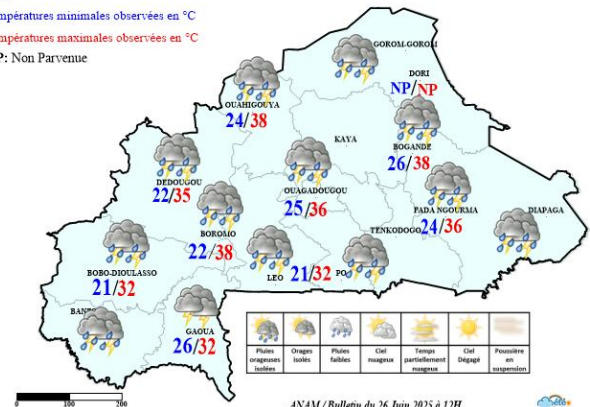 empératures minimales observées en °C
empératures maximales observées en °C
P: Non Parvenue
GOROM-GOROM
DORI
NP/NP
OUAHIGOUYA
24/38
KAYA
BOGANDE
26/38
DEDOUGOU
22/35
OUAGADOUGOU
25/36
FADA NGOURMA
24/36
DIAPAGA
BOROMO
22/38
TENKODOGO
BOBO-DIOULASSO
21/32
LEO
21/32
PO
BANF
GAOUA
26/32
Pluies orageuses isolées
Orages isolés
Pluies faibles
Ciel nuageux
Temps partiellement nuageux
Ciel Dégagé
Poussière en suspension
0 100 200
ANAM / Bulletin du 26 Juin 2025 à 12H